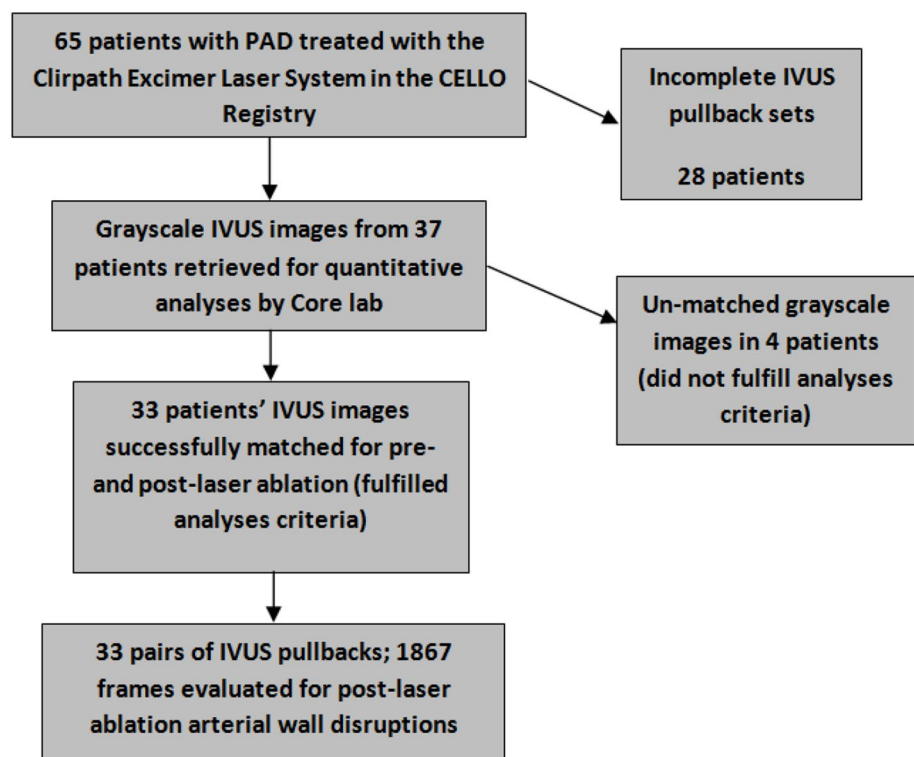 65 patients with PAD treated with the
Clirpath Excimer Laser System in the CELLO
Registry
Incomplete IVUS
pullback sets
28 patients
Grayscale IVUS images from 37
patients retrieved for quantitative
analyses by Core lab
Un-matched grayscale
images in 4 patients
(did not fulfill analyses
criteria)
33 patients’ IVUS images
successfully matched for pre-
and post-laser ablation (fulfilled
analyses criteria)
33 pairs of IVUS pullbacks; 1867
frames evaluated for post-laser
ablation arterial wall disruptions